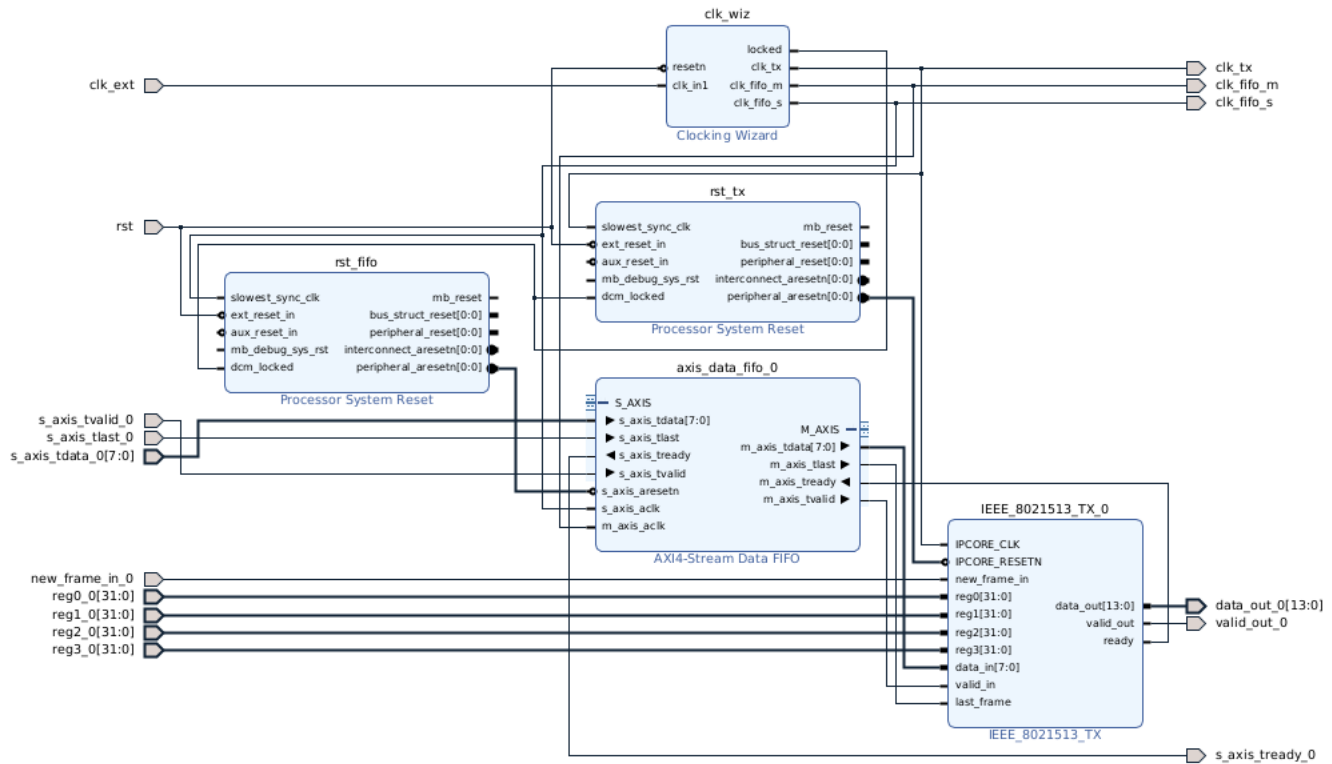 clk_wiz
locked
resetn
clk_tx
clk_in1
clk_fifo_m
clk_fifo_s
Clocking Wizard
clk_ext
clk_tx
clk_fifo_m
clk_fifo_s
rst
rst_tx
slowest_sync_clk
mb_reset
ext_reset_in
bus_struct_reset[0:0]
aux_reset_in
peripheral_reset[0:0]
mb_debug_sys_rst
interconnect_aresetn[0:0]
dcm_locked
peripheral_aresetn[0:0]
Processor System Reset
rst_fifo
slowest_sync_clk
mb_reset
ext_reset_in
bus_struct_reset[0:0]
aux_reset_in
peripheral_reset[0:0]
mb_debug_sys_rst
interconnect_aresetn[0:0]
dcm_locked
peripheral_aresetn[0:0]
Processor System Reset
s_axis_tvalid_0
s_axis_tlast_0
s_axis_tdata_0[7:0]
axis_data_fifo_0
S_AXIS
s_axis_tdata[7:0]
s_axis_tlast
s_axis_tready
s_axis_tvalid
s_axis_aresetn
s_axis_aclk
m_axis_aclk
M_AXIS
m_axis_tdata[7:0]
m_axis_tlast
m_axis_tready
m_axis_tvalid
AXI4-Stream Data FIFO
new_frame_in_0
reg0_0[31:0]
reg1_0[31:0]
reg2_0[31:0]
reg3_0[31:0]
IEEE_8021513_TX_0
IPCORE_CLK
IPCORE_RESETN
new_frame_in
reg0[31:0]
reg1[31:0]
reg2[31:0]
reg3[31:0]
data_in[7:0]
valid_in
last_frame
data_out[13:0]
valid_out
ready
IEEE_8021513_TX
data_out_0[13:0]
valid_out_0
s_axis_tready_0